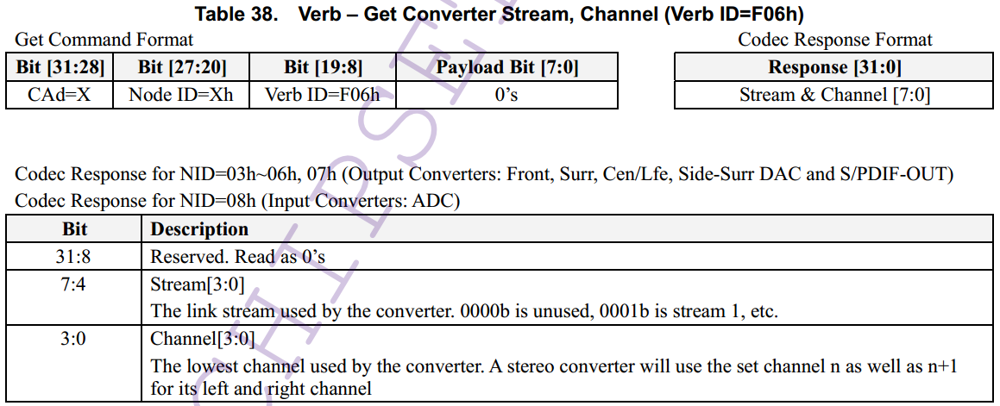 Table 38. Verb – Get Converter Stream, Channel (Verb ID=F06h)
Get Command Format Codec Response Format
Bit [31:28] Bit [27:20] Bit [19:8] Payload Bit [7:0] Response [31:0]
CAd=X Node ID=Xh Verb ID=F06h 0’s Stream & Channel [7:0]
Codec Response for NID=03h~06h, 07h (Output Converters: Front, Surr, Cen/Lfe, Side-Surr DAC and S/PDIF-OUT)
Codec Response for NID=08h (Input Converters: ADC)
Bit Description
31:8 Reserved. Read as 0’s
7:4 Stream[3:0]
The link stream used by the converter. 0000b is unused, 0001b is stream 1, etc.
3:0 Channel[3:0]
The lowest channel used by the converter. A stereo converter will use the set channel n as well as n+1
for its left and right channel
CHIPSET